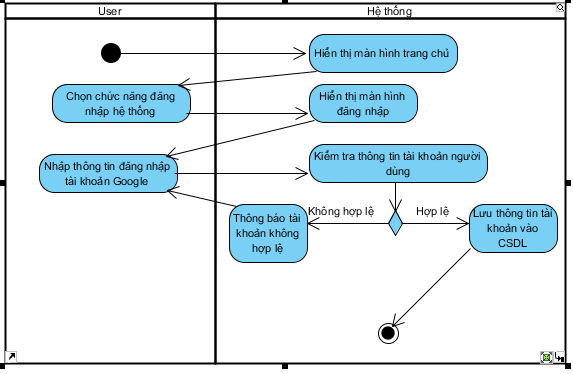 User
Hệ thống
Hiển thị màn hình trang chủ
Chọn chức năng đăng
nhập hệ thống
Hiển thị màn hình
đăng nhập
Nhập thông tin đăng nhập
tài khoản Google
Kiểm tra thông tin tài khoản người
dùng
Không hợp lệ
Hợp lệ
Thông báo tài
khoản không
hợp lệ
Lưu thông tin tài
khoản vào
CSDL